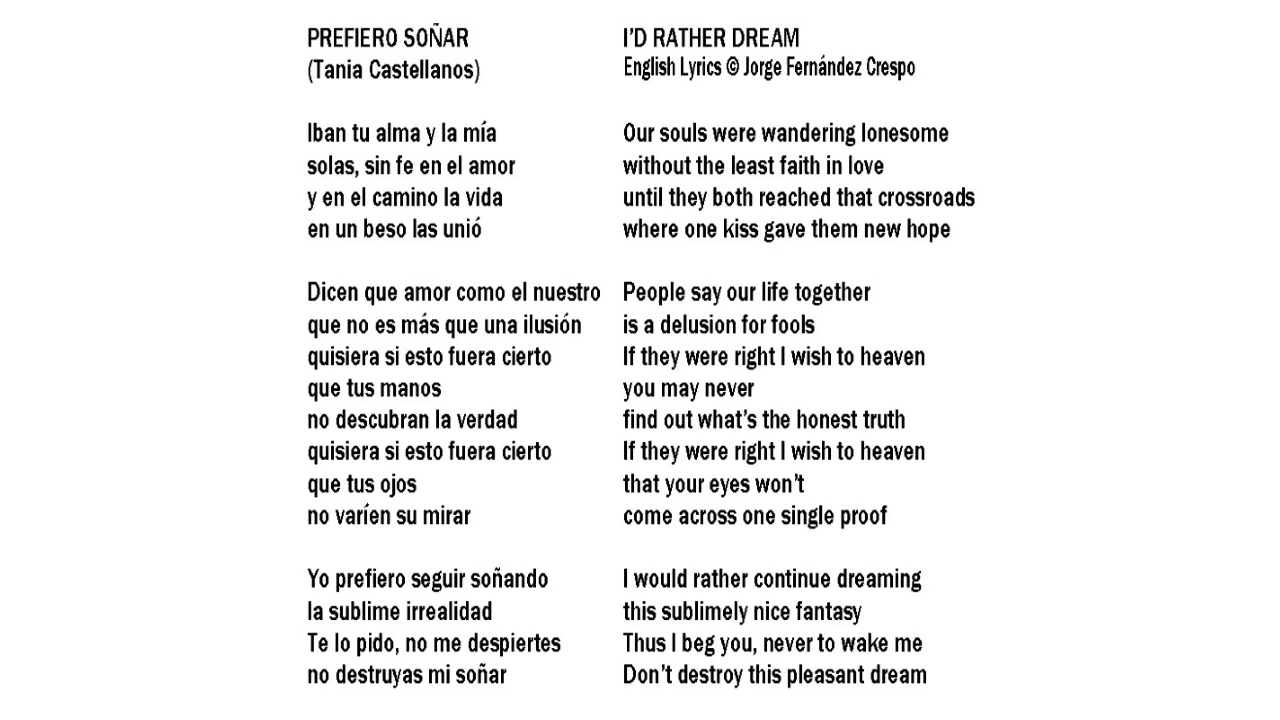 PREFIERO SOÑAR
(Tania Castellanos)

Iban tu alma y la mía
solas, sin fe en el amor
y en el camino la vida
en un beso las unió

Dicen que amor como el nuestro
que no es más que una ilusión
quisiera si esto fuera cierto
que tus manos
no descubran la verdad
quisiera si esto fuera cierto
que tus ojos
no varíen su mirar

Yo prefiero seguir soñando
la sublime irrealidad
Te lo pido, no me despiertes
no destruyas mi soñar

I'D RATHER DREAM
English Lyrics © Jorge Fernández Crespo

Our souls were wandering lonesome
without the least faith in love
until they both reached that crossroads
where one kiss gave them new hope

People say our life together
is a delusion for fools
If they were right I wish to heaven
you may never
find out what's the honest truth
If they were right I wish to heaven
that your eyes won't
come across one single proof

I would rather continue dreaming
this sublimely nice fantasy
Thus I beg you, never to wake me
Don't destroy this pleasant dream